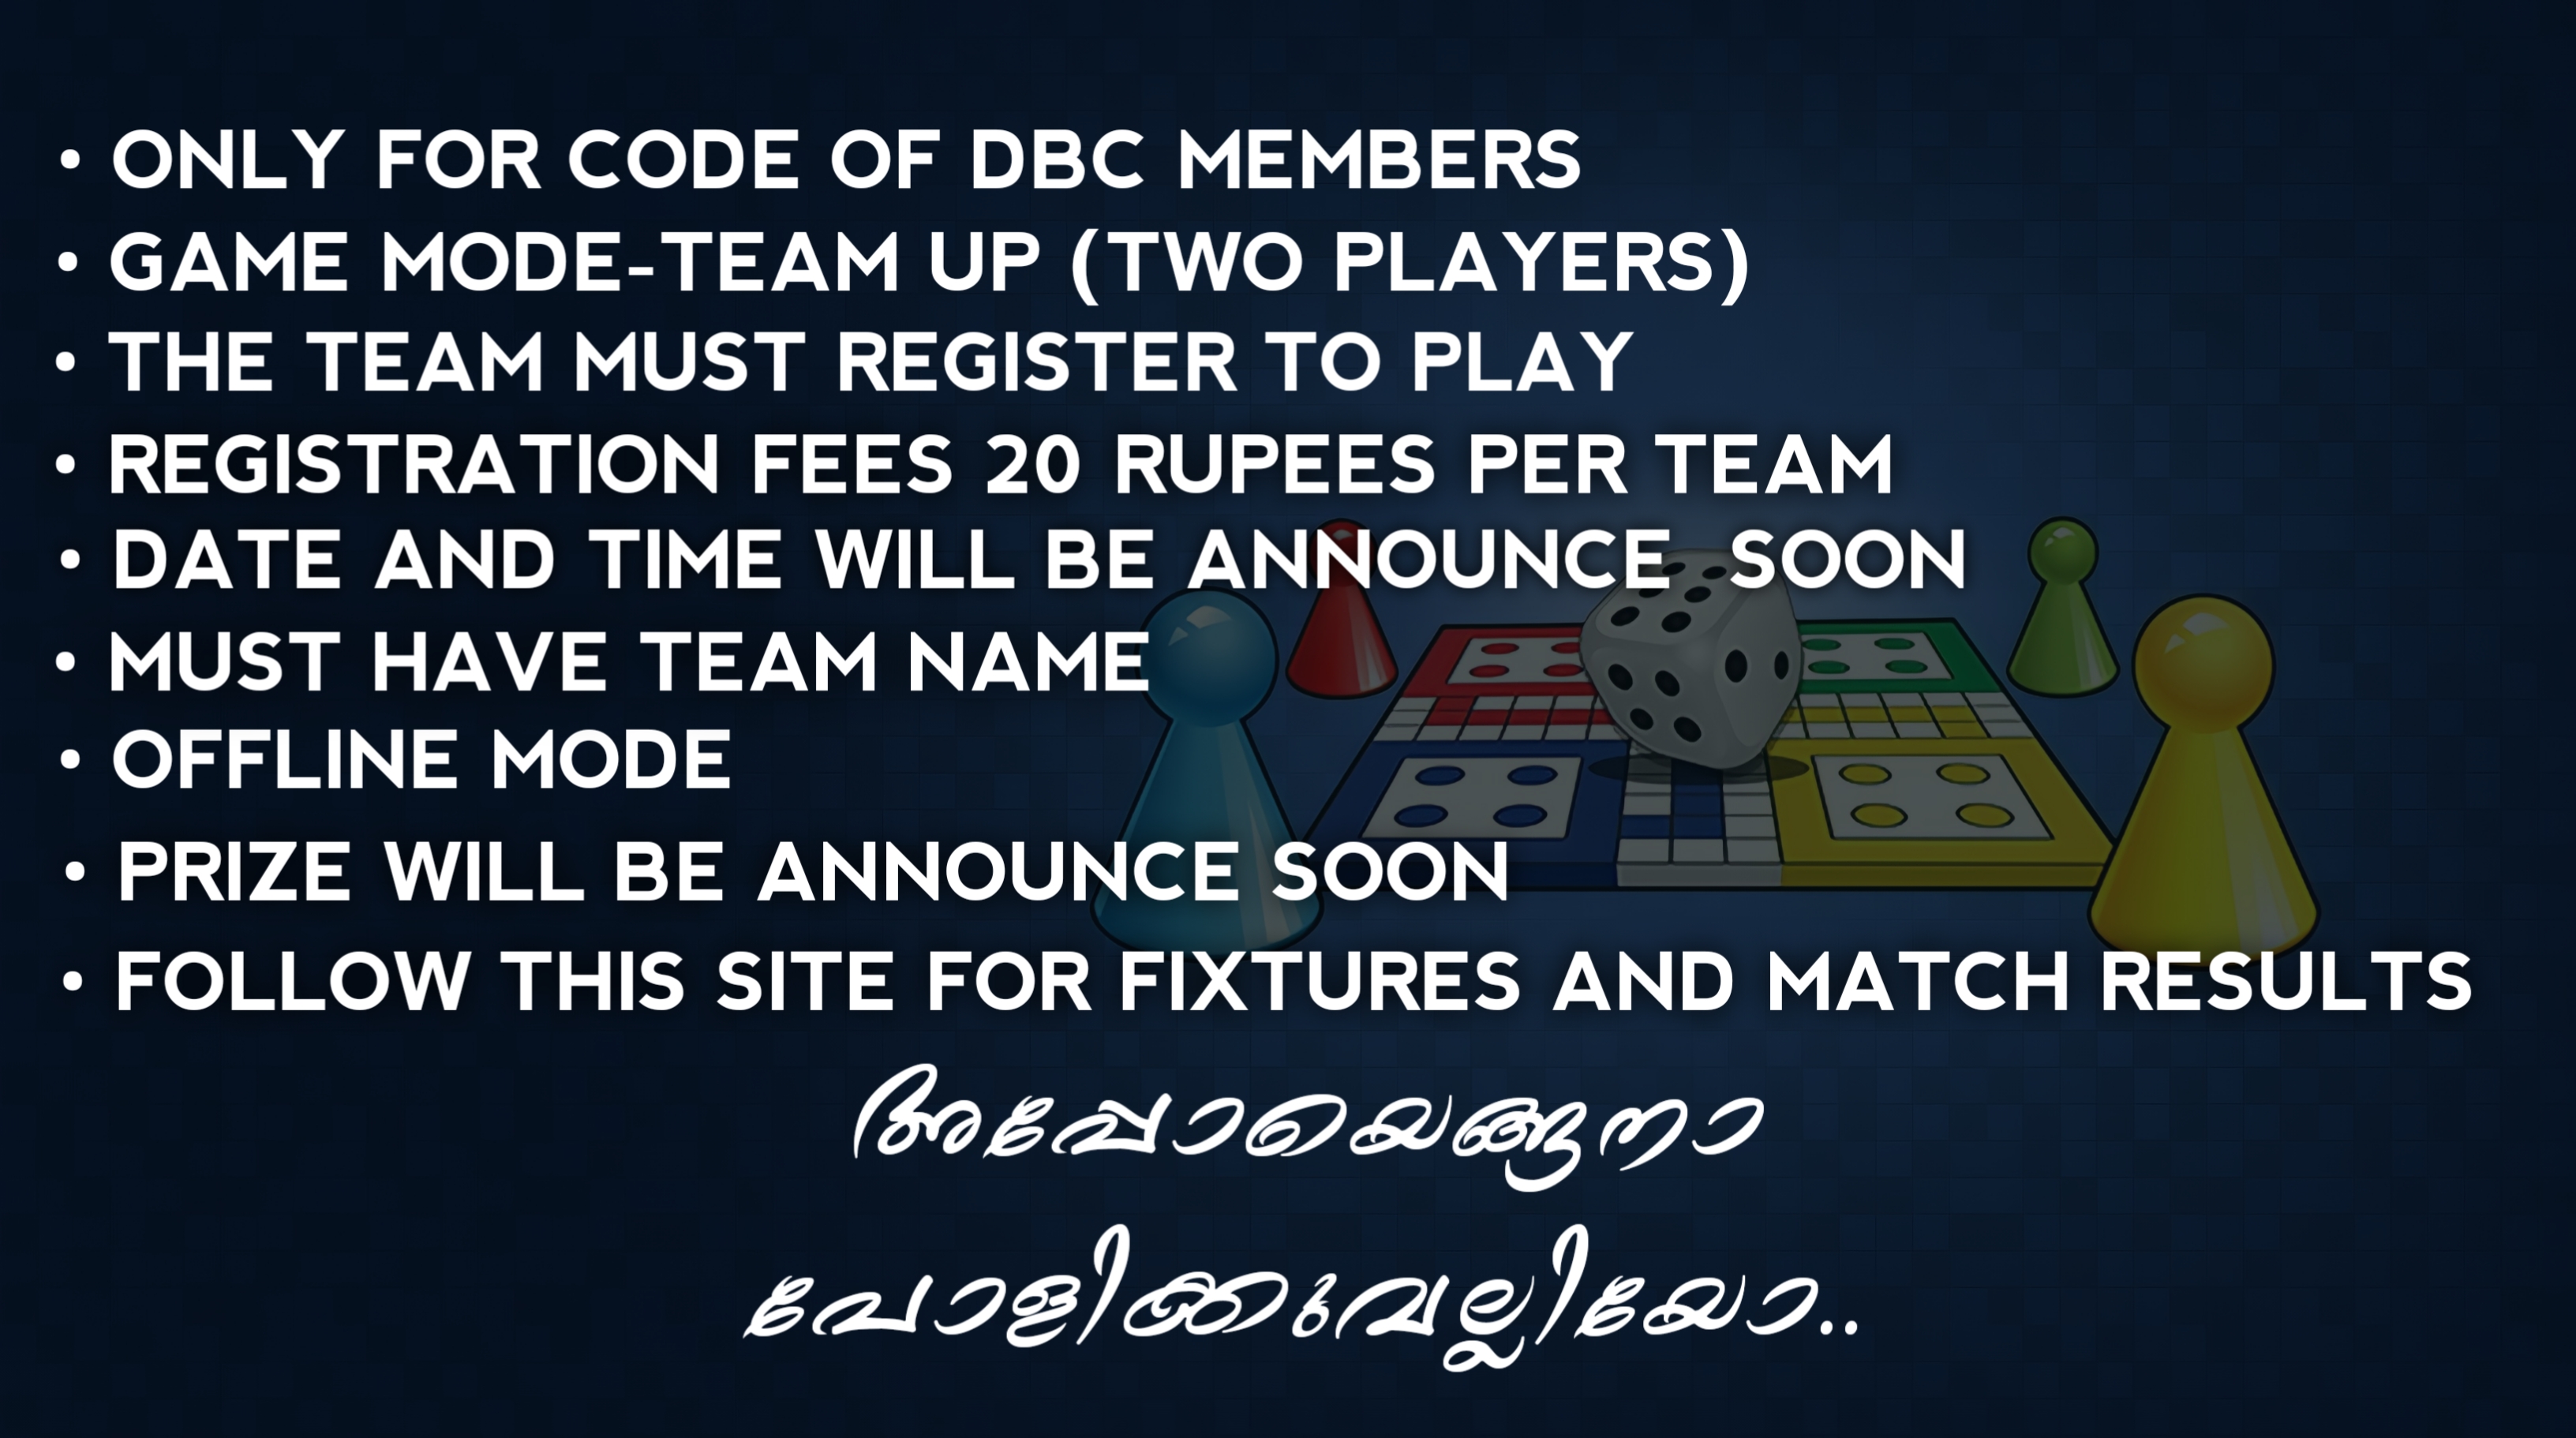 • ONLY FOR CODE OF DBC MEMBERS
• GAME MODE-TEAM UP (TWO PLAYERS)
• THE TEAM MUST REGISTER TO PLAY
• REGISTRATION FEES 20 RUPEES PER TEAM
• DATE AND TIME WILL BE ANNOUNCE SOON
• MUST HAVE TEAM NAME
• OFFLINE MODE
• PRIZE WILL BE ANNOUNCE SOON
• FOLLOW THIS SITE FOR FIXTURES AND MATCH RESULTS
അപ്പോയെങ്ങനാ
പോളിക്കുവല്ലിയോ..